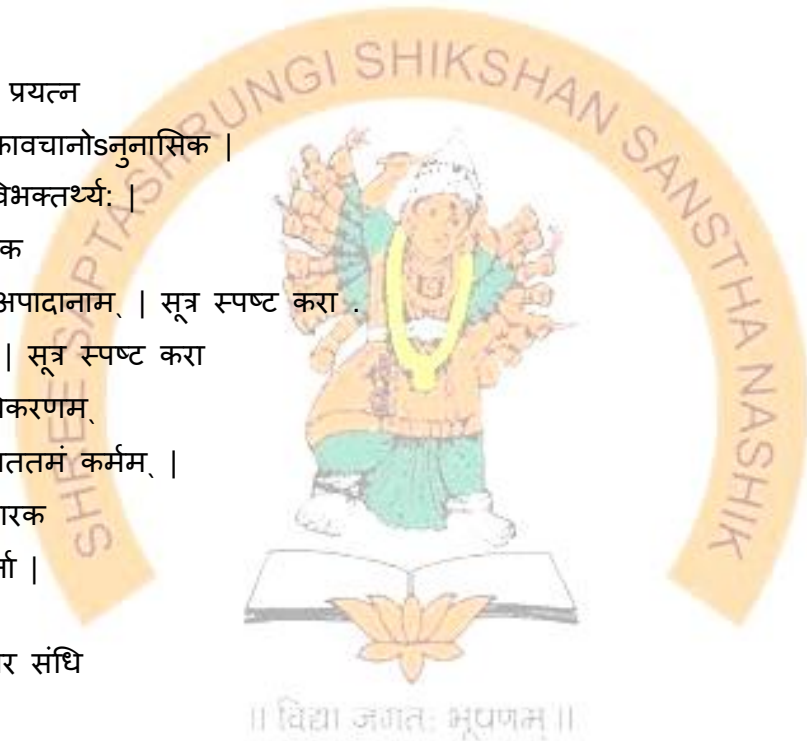 प्रयत्न
कावचानोsनुनासिक |
विभक्तर्थ्य: |
क
अपादानाम् | सूत्र स्पष्ट करा .
| सूत्र स्पष्ट करा
िकरणम्
िततमं कर्मम् |
ारक
र्ता |
र संधि
SHREE SAPTASHRUNGI SHIKSHAN SANSTHA NASHIK
|| विद्या जगत: भूषणम् ||